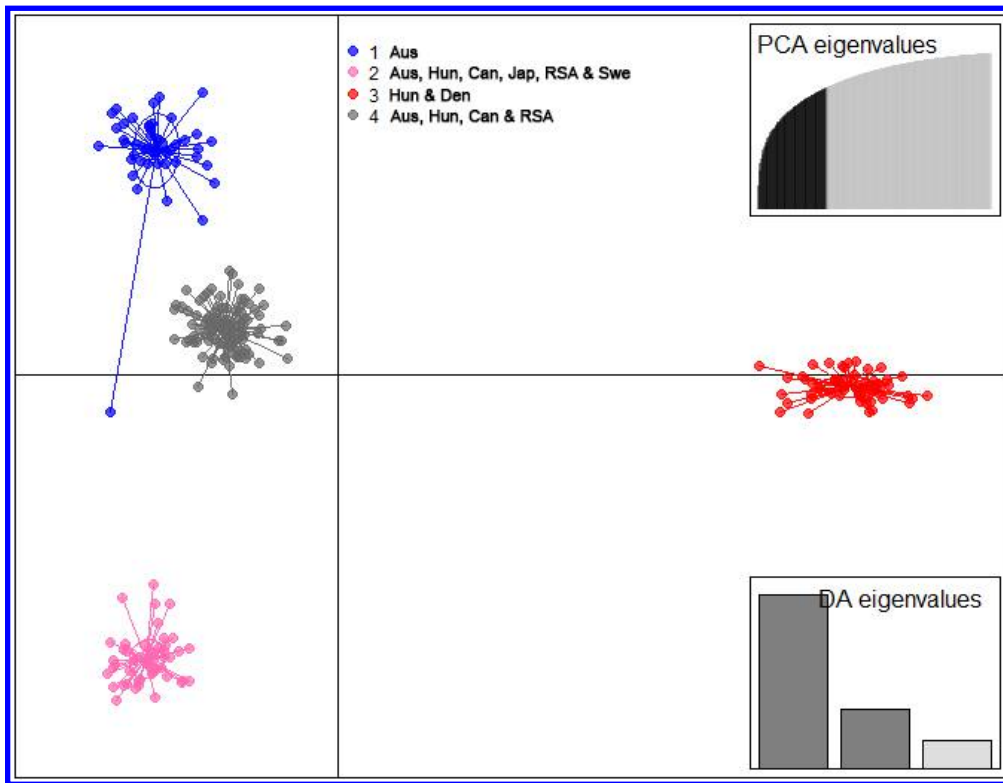 1 Aus
2 Aus, Hun, Can, Jap, RSA & Swe
3 Hun & Den
4 Aus, Hun, Can & RSA
PCA eigenvalues
DA eigenvalues